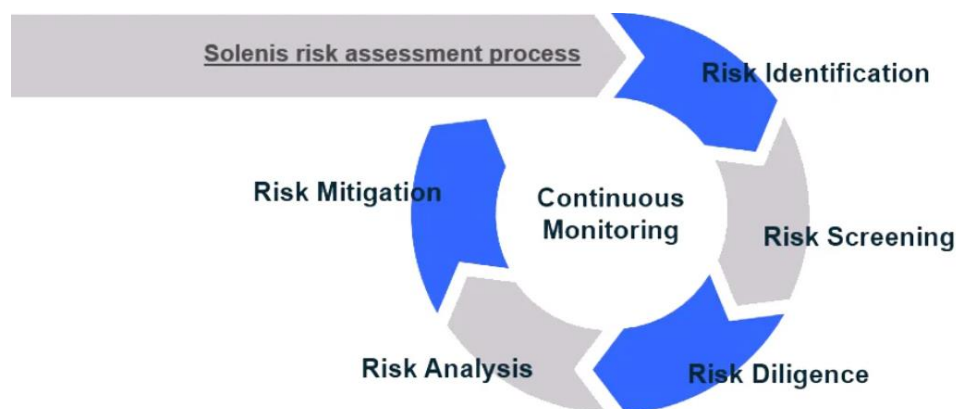 Solenis risk assessment process
Risk Identification
Risk Mitigation
Continuous
Monitoring
Risk Screening
Risk Analysis
Risk Diligence